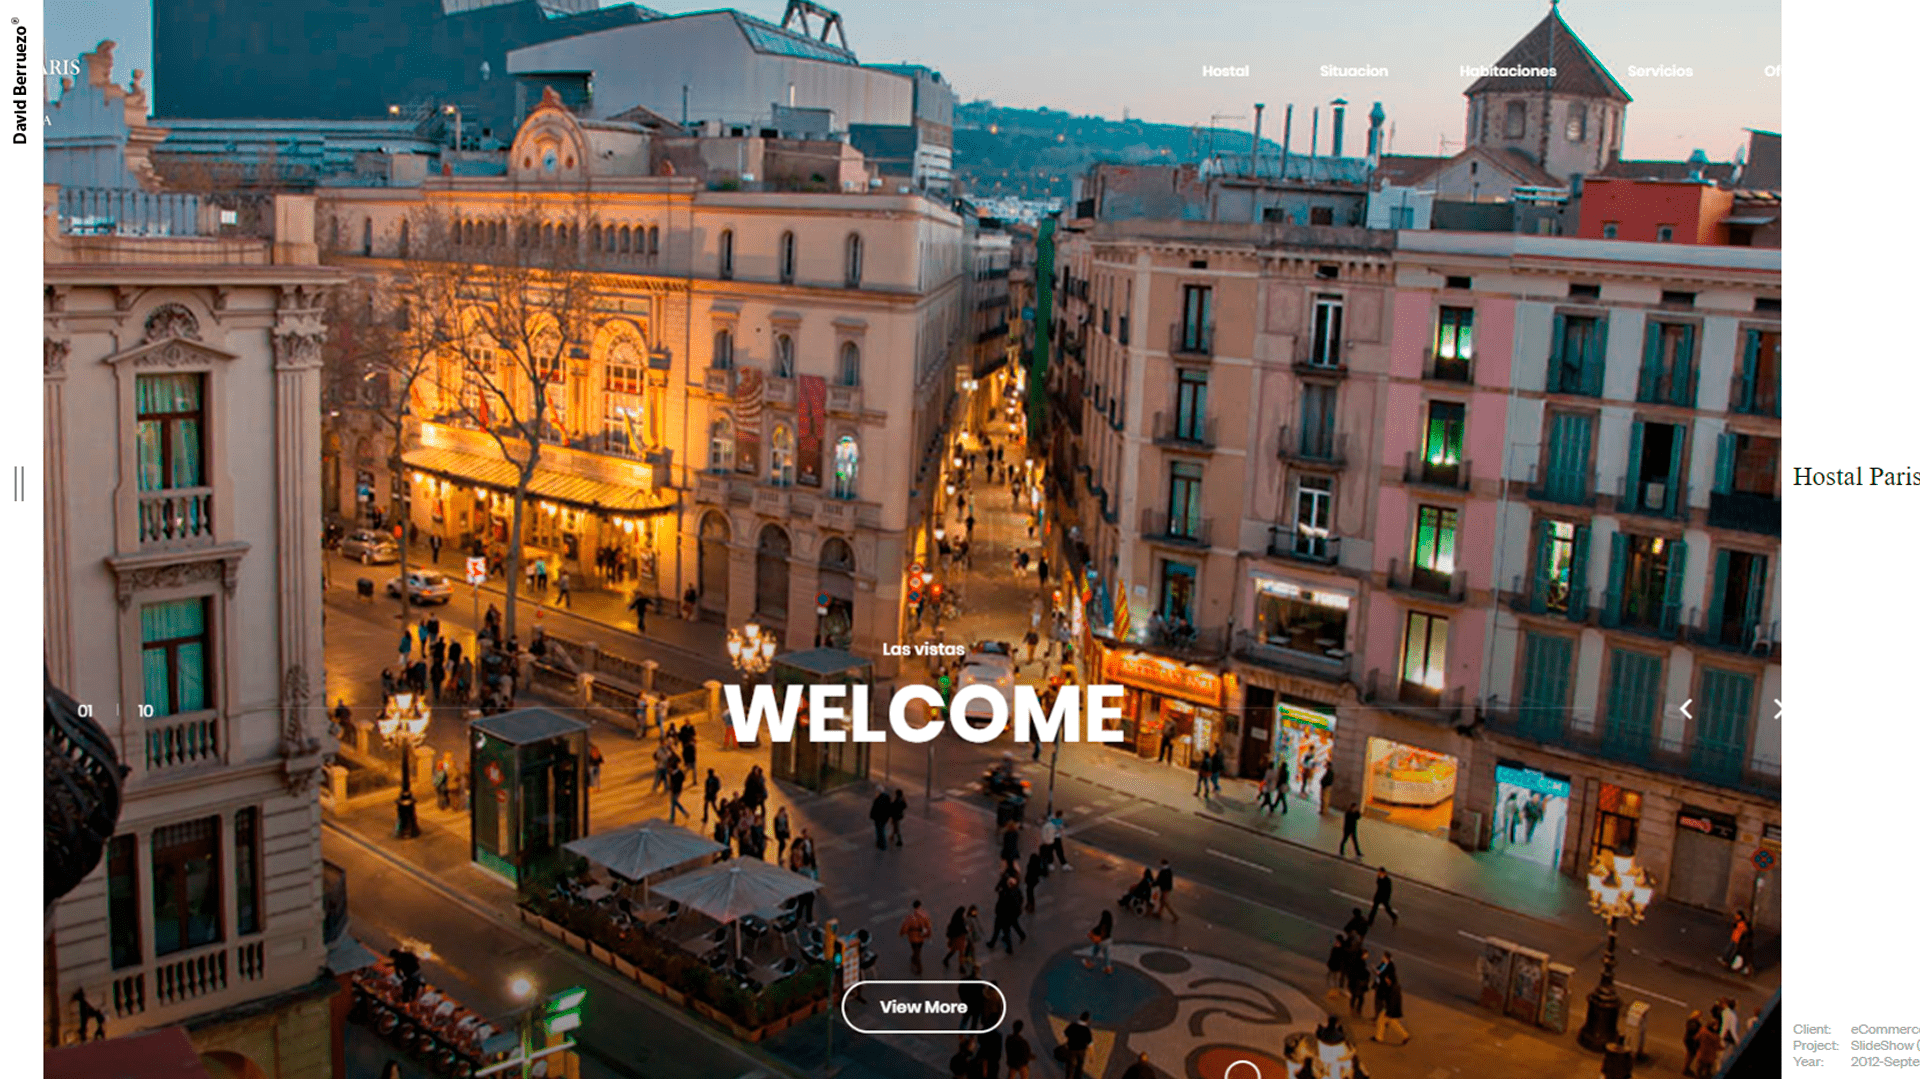 David Berruezo®
ARIS
A
Hostal Situacion Habitaciones Servicios Of
Las vistas
WELCOME
01 | 10
View More
Hostal Paris
Client: eCommerc
Project: SlideShow (
Year: 2012-Septe